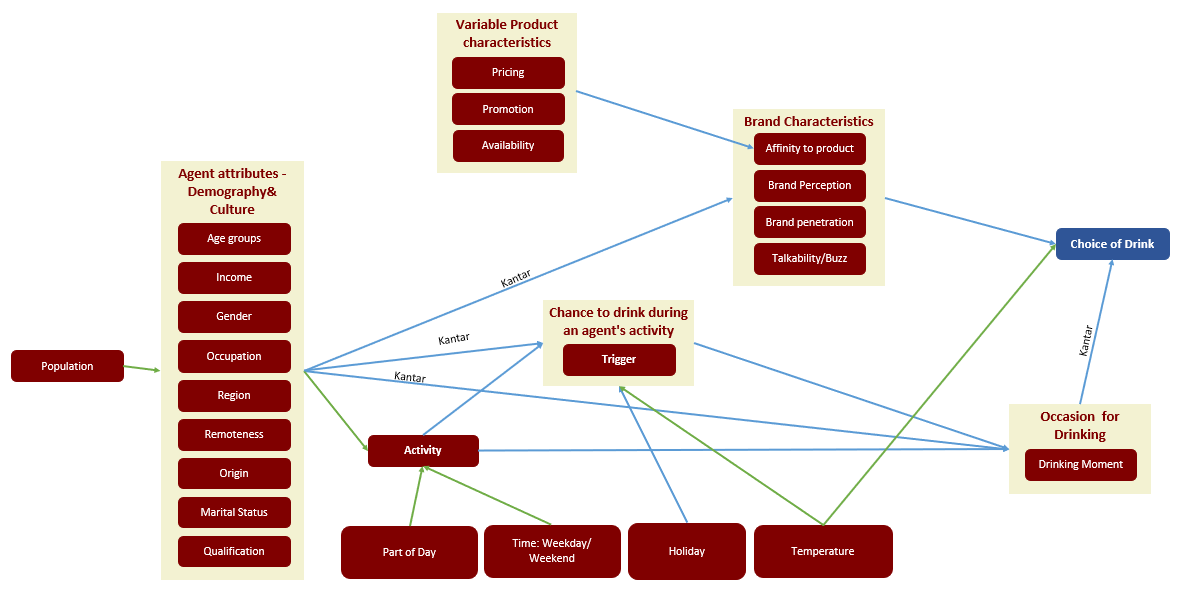 Variable Product
characteristics
Pricing
Promotion
Availability
Brand Characteristics
Affinity to product
Brand Perception
Brand penetration
Talkability/Buzz
Agent attributes -
Demography&
Culture
Age groups
Income
Gender
Occupation
Region
Remoteness
Origin
Marital Status
Qualification
Population
Choice of Drink
Kantar
Kantar
Kantar
Kantar
Chance to drink during
an agent's activity
Trigger
Activity
Occasion for
Drinking
Drinking Moment
Part of Day
Time: Weekday/
Weekend
Holiday
Temperature